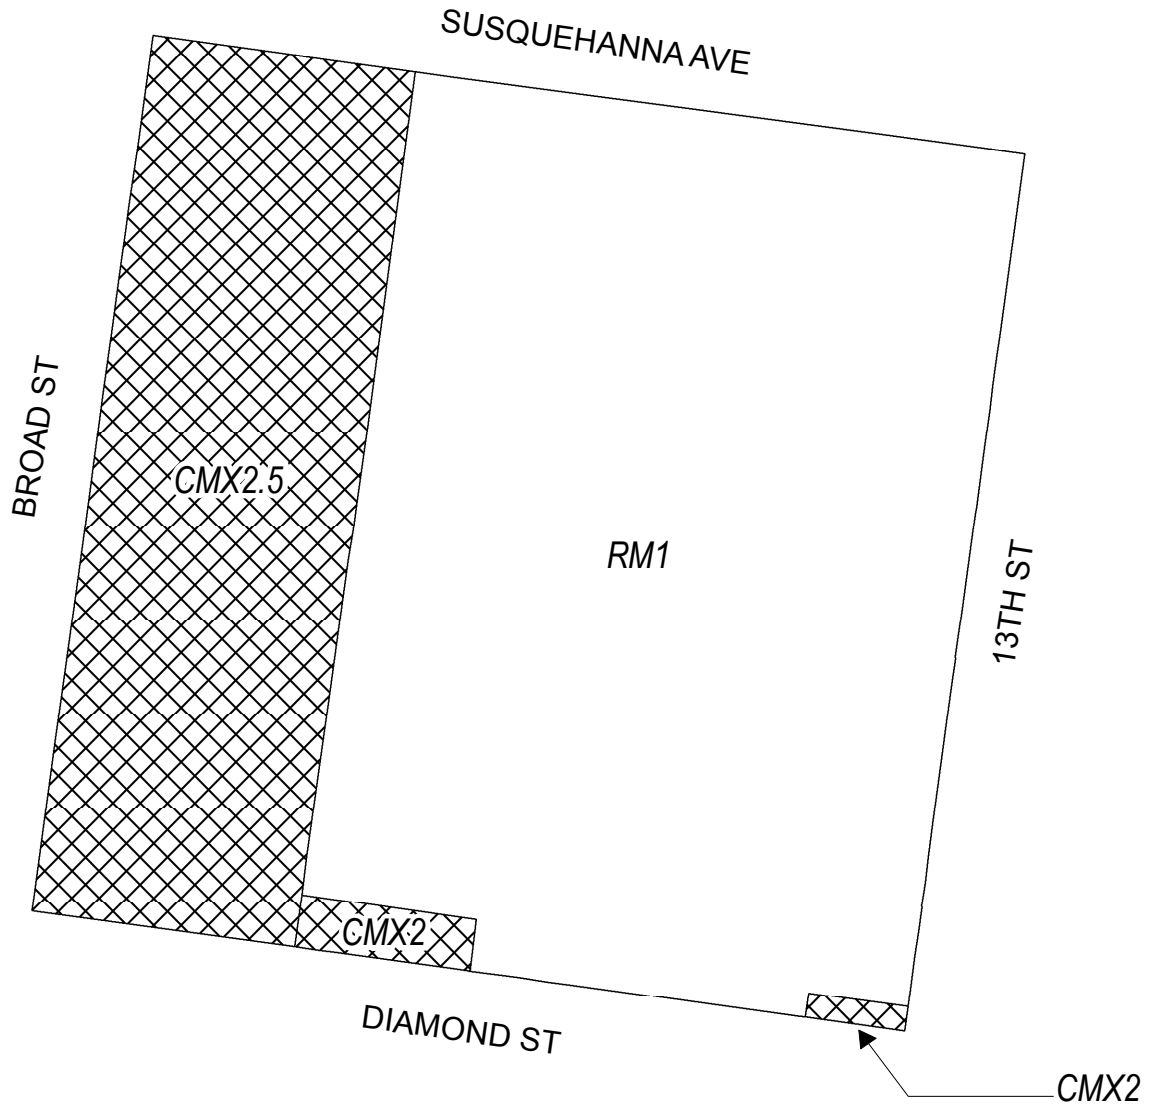 SUSQUEHANNA AVE
BROAD ST
CMX2.5
RM1
13TH ST
CMX2
DIAMOND ST
CMX2